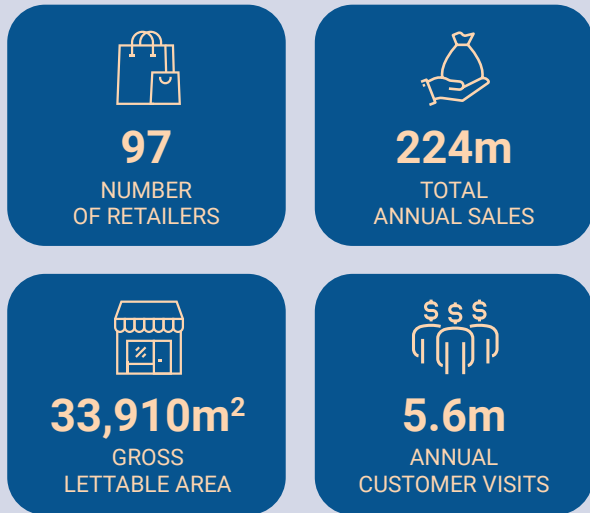 97
NUMBER
OF RETAILERS
224m
TOTAL
ANNUAL SALES
33,910m²
GROSS
LETTABLE AREA
5.6m
ANNUAL
CUSTOMER VISITS